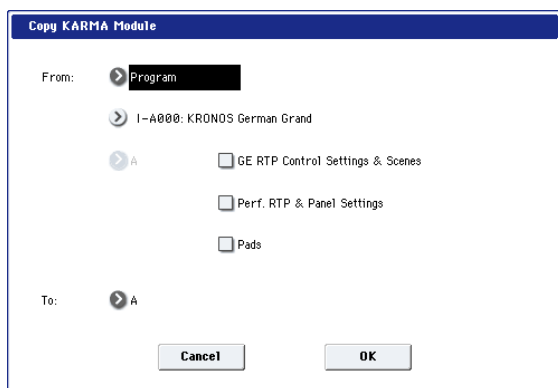 Copy KARMA Module
From: Program
I-A000: KRONOS German Grand
A GE RTP Control Settings & Scenes
Perf. RTP & Panel Settings
Pads
To: A
Cancel OK